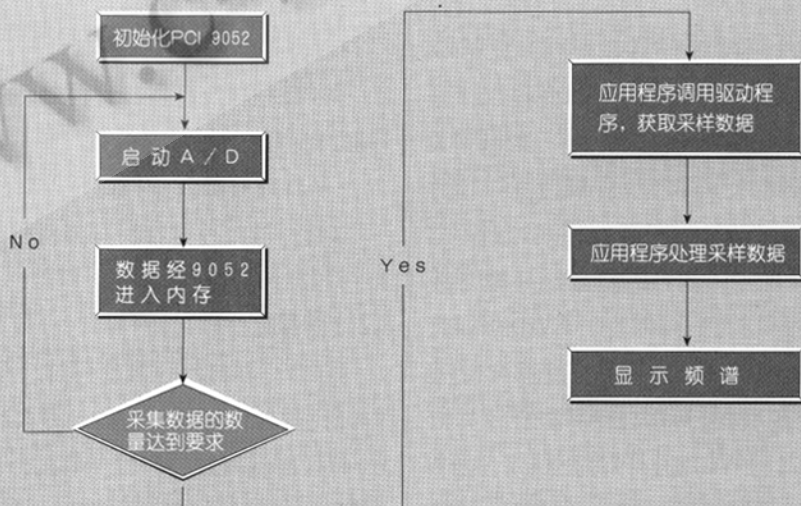 初始化PCI 9052
启动A/D
No
数据经9052
进入内存
采集数据的数
量达到要求
Yes
应用程序调用驱动程
序，获取采样数据
应用程序处理采样数据
显示频谱